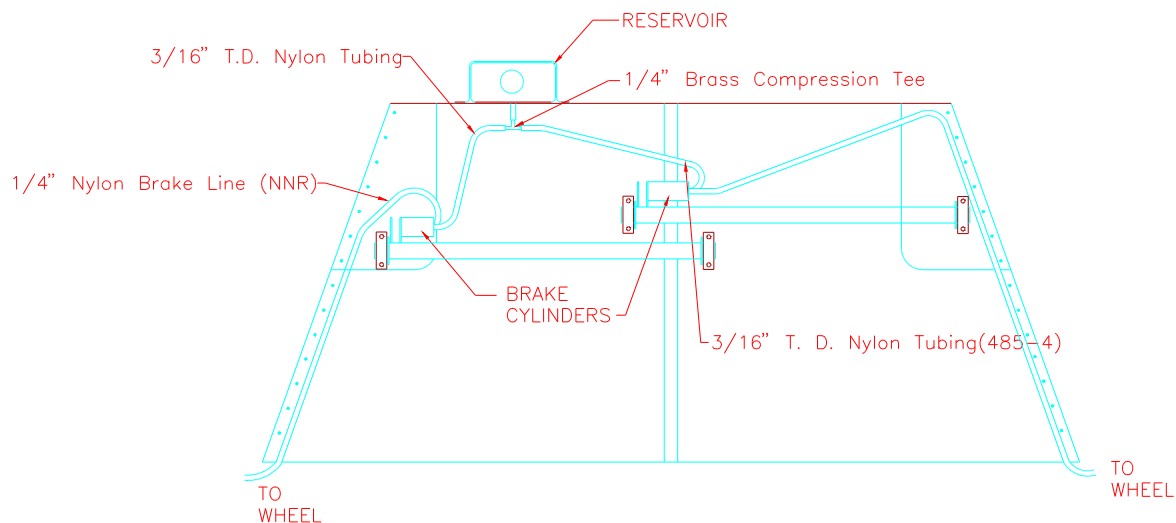 RESERVOIR
3/16" T.D. Nylon Tubing
1/4" Brass Compression Tee
1/4" Nylon Brake Line (NNR)
BRAKE
CYLINDERS
3/16" T. D. Nylon Tubing(485-4)
TO
WHEEL
TO
WHEEL